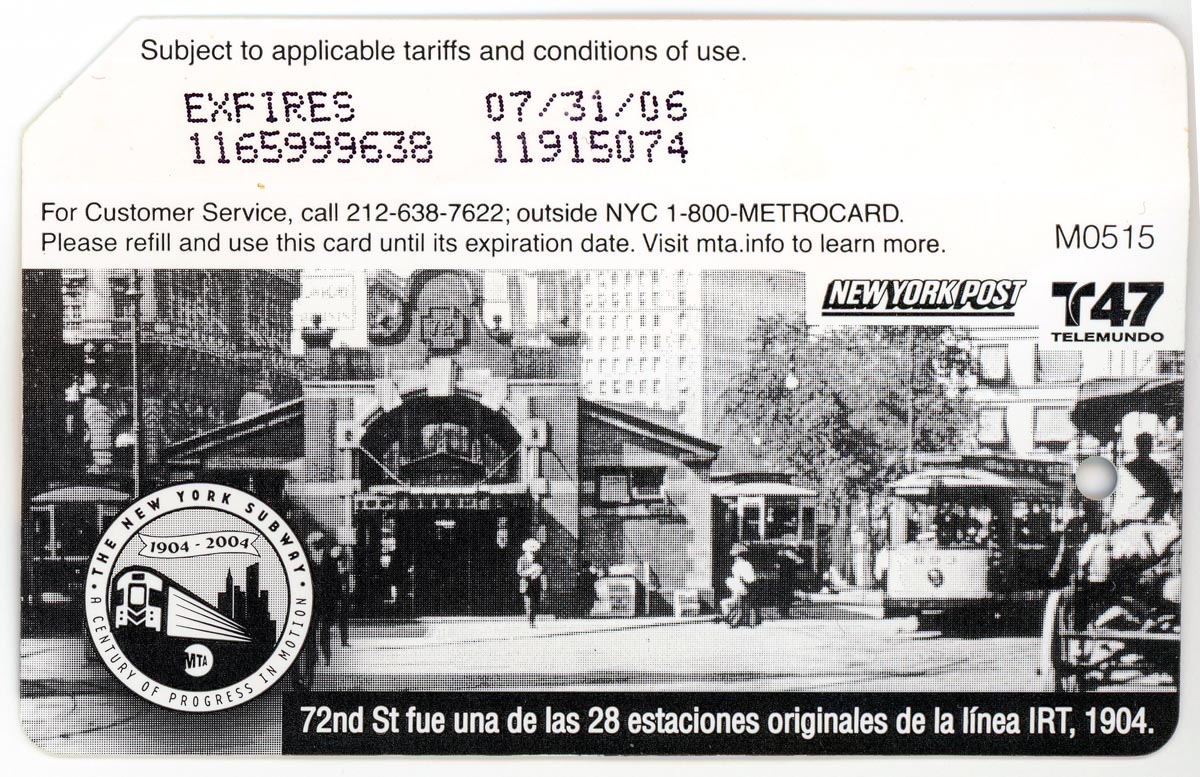 Subject to applicable tariffs and conditions of use.
EXPIRES 07/31/06
1165999638 11915074
For Customer Service, call 212-638-7622; outside NYC 1-800-METROCARD.
Please refill and use this card until its expiration date. Visit mta.info to learn more.
M0515
NEW YORK POST
T47
TELEMUNDO
72
THE NEW YORK SUBWAY
1904 - 2004
MTA
A CENTURY OF PROGRESS IN MOTION
72nd St fue una de las 28 estaciones originales de la línea IRT, 1904.